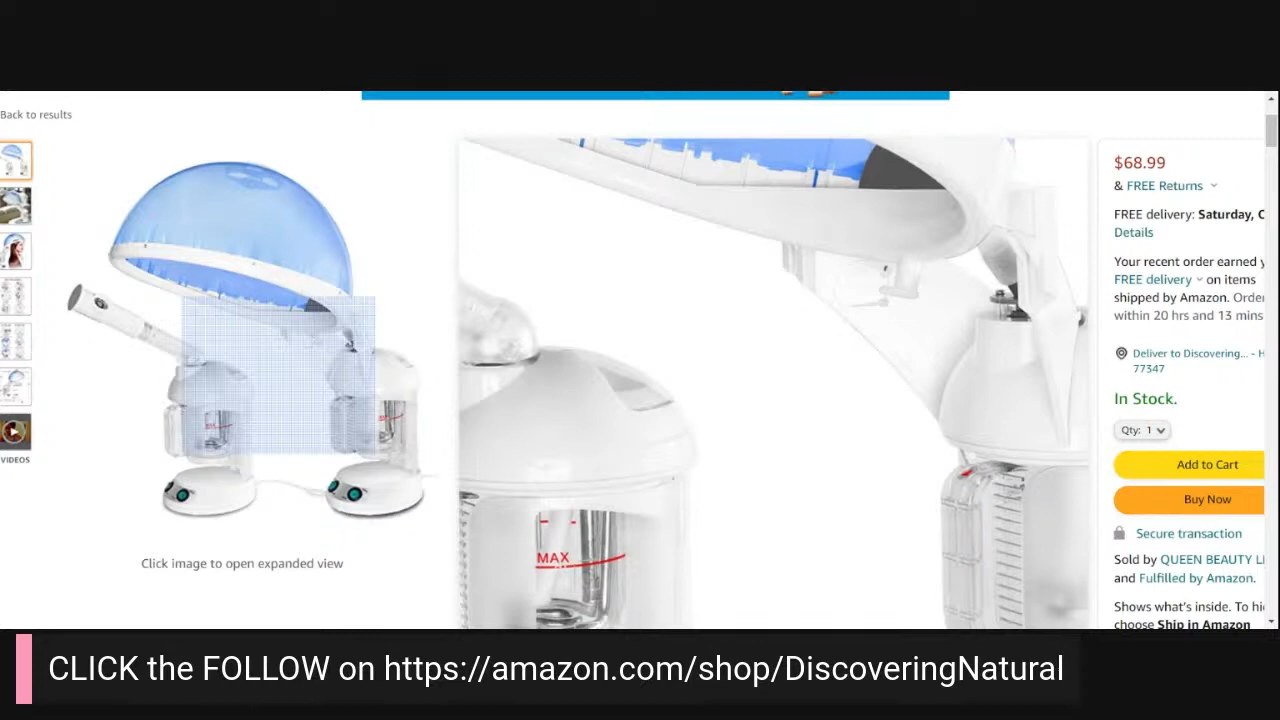 Back to results
VIDEOS
Click image to open expanded view
MAX
$68.99
& FREE Returns
FREE delivery: Saturday,
Details
Your recent order earned
FREE delivery on items
shipped by Amazon.
within 20 hrs and 13 mins
Deliver to Discovering... -
77347
In Stock.
Qty: 1
Add to Cart
Buy Now
Secure transaction
Sold by QUEEN BEAUTY
and Fulfilled by Amazon.
Shows what's inside. To
choose Ship in Amazon
CLICK the FOLLOW on https://amazon.com/shop/DiscoveringNatural